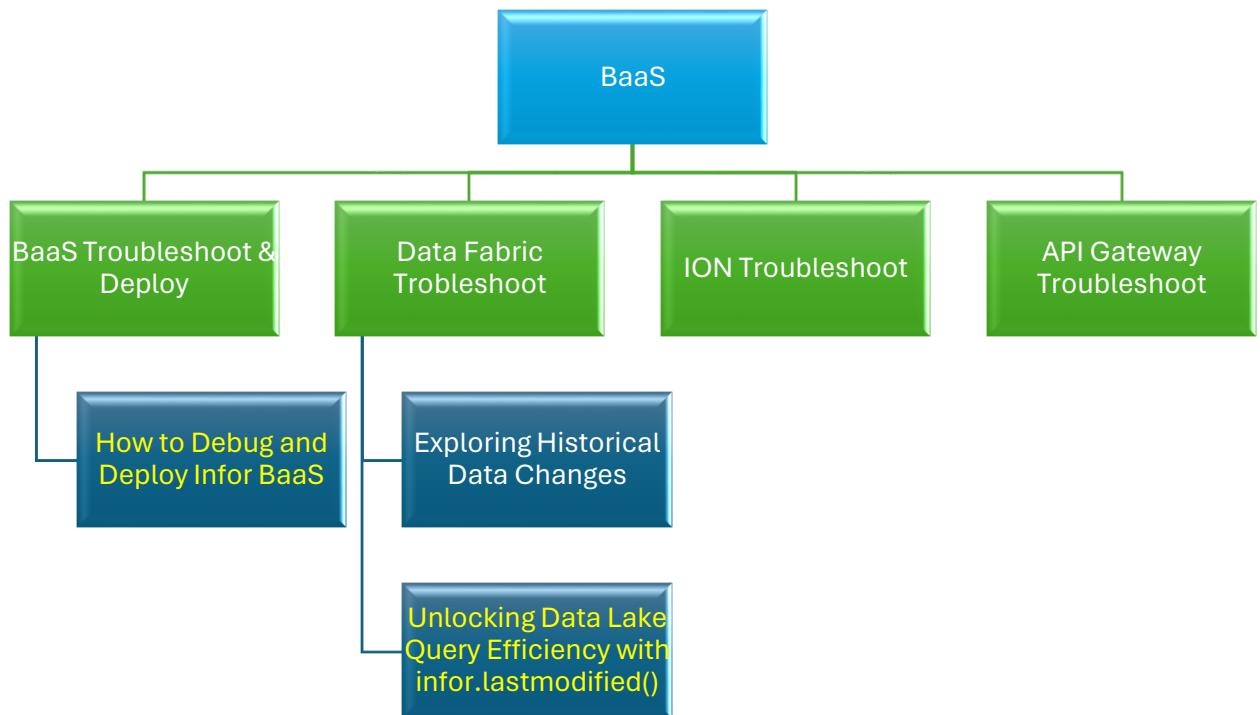 BaaS
BaaS Troubleshoot &
Deploy
Data Fabric
Trobleshoot
ION Troubleshoot
API Gateway
Troubleshoot
How to Debug and
Deploy Infor BaaS
Exploring Historical
Data Changes
Unlocking Data Lake
Query Efficiency with
infor.lastmodified()